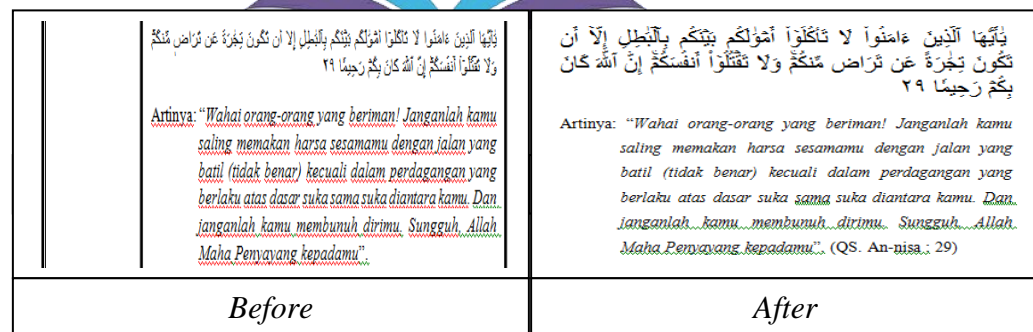 يَٰٓأَيُّهَا ٱلَّذِينَ ءَامَنُواْ لَا تَأۡكُلُوٓاْ أَمۡوَٰلَكُم بَيۡنَكُم بِٱلۡبَٰطِلِ إِلَّآ أَن تَكُونَ تِجَٰرَةً عَن تَرَاضٖ مِّنكُمۡۚ
وَلَا تَقۡتُلُوٓاْ أَنفُسَكُمۡۚ إِنَّ ٱللَّهَ كَانَ بِكُمۡ رَحِيمٗا ٢٩
Artinya: “Wahai orang-orang yang beriman! Janganlah kamu
saling memakan harsa sesamamu dengan jalan yang
batil (tidak benar) kecuali dalam perdagangan yang
berlaku atas dasar suka sama suka diantara kamu. Dan
janganlah kamu membunuh dirimu. Sungguh, Allah
Maha Penyayang kepadamu”.
Before
يَٰٓأَيُّهَا ٱلَّذِينَ ءَامَنُواْ لَا تَأۡكُلُوٓاْ أَمۡوَٰلَكُم بَيۡنَكُم بِٱلۡبَٰطِلِ إِلَّآ أَن
تَكُونَ تِجَٰرَةً عَن تَرَاضٖ مِّنكُمۡۚ وَلَا تَقۡتُلُوٓاْ أَنفُسَكُمۡۚ إِنَّ ٱللَّهَ كَانَ
بِكُمۡ رَحِيمٗا ٢٩
Artinya: “Wahai orang-orang yang beriman! Janganlah kamu
saling memakan harsa sesamamu dengan jalan yang
batil (tidak benar) kecuali dalam perdagangan yang
berlaku atas dasar suka sama suka diantara kamu. Dan
janganlah kamu membunuh dirimu. Sungguh, Allah
Maha Penyayang kepadamu”. (QS. An-nisa : 29)
After